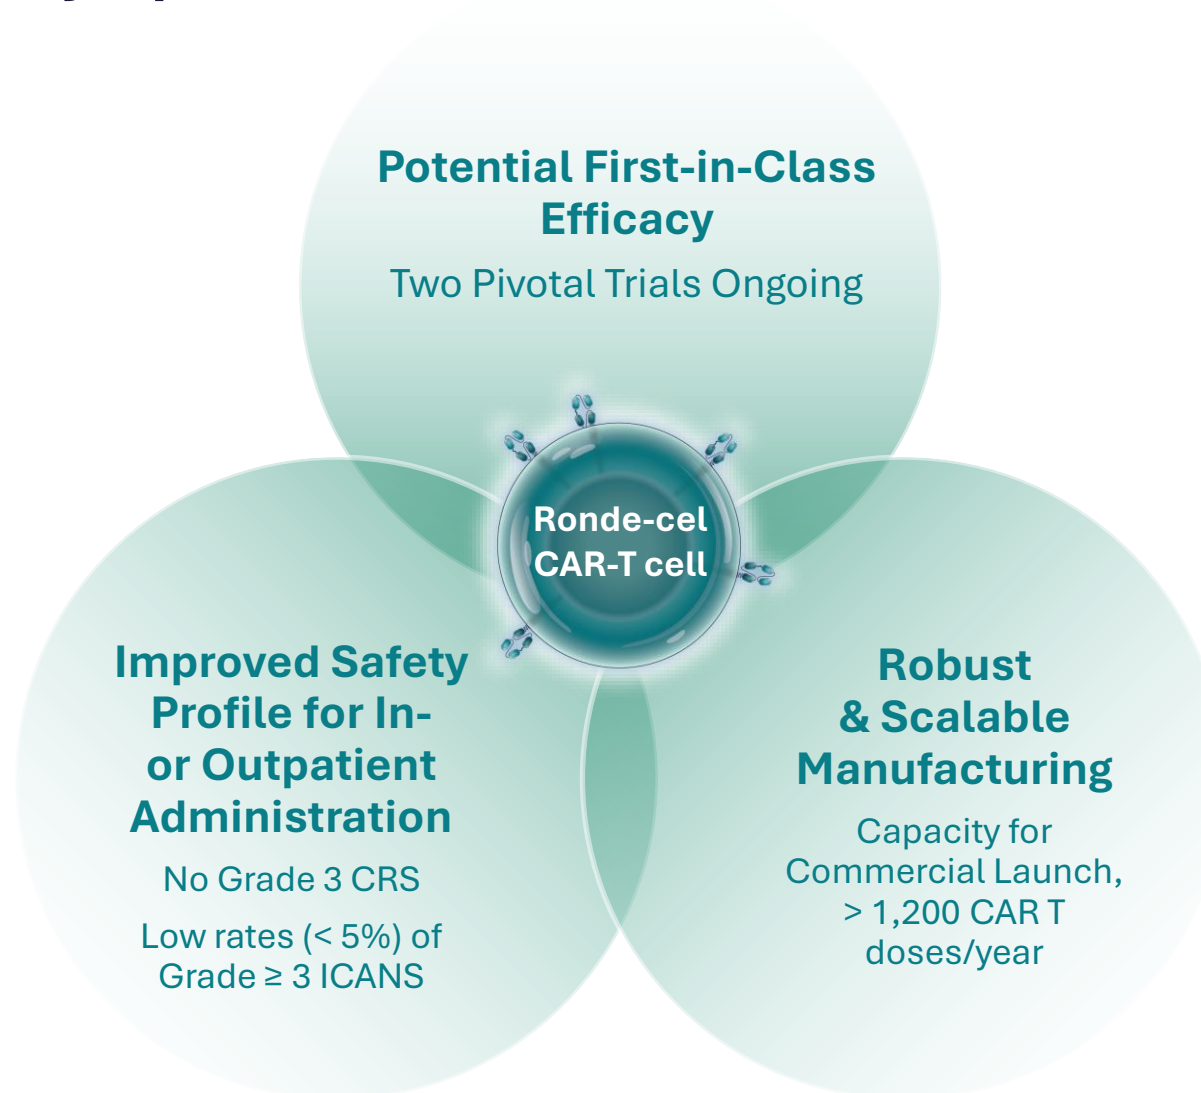 Potential First-in-Class
Efficacy
Two Pivotal Trials Ongoing
Ronde-cel
CAR-T cell
Improved Safety
Profile for In-
or Outpatient
Administration
No Grade 3 CRS
Low rates (< 5%) of
Grade ≥ 3 ICANS
Robust
& Scalable
Manufacturing
Capacity for
Commercial Launch,
> 1,200 CAR T
doses/year